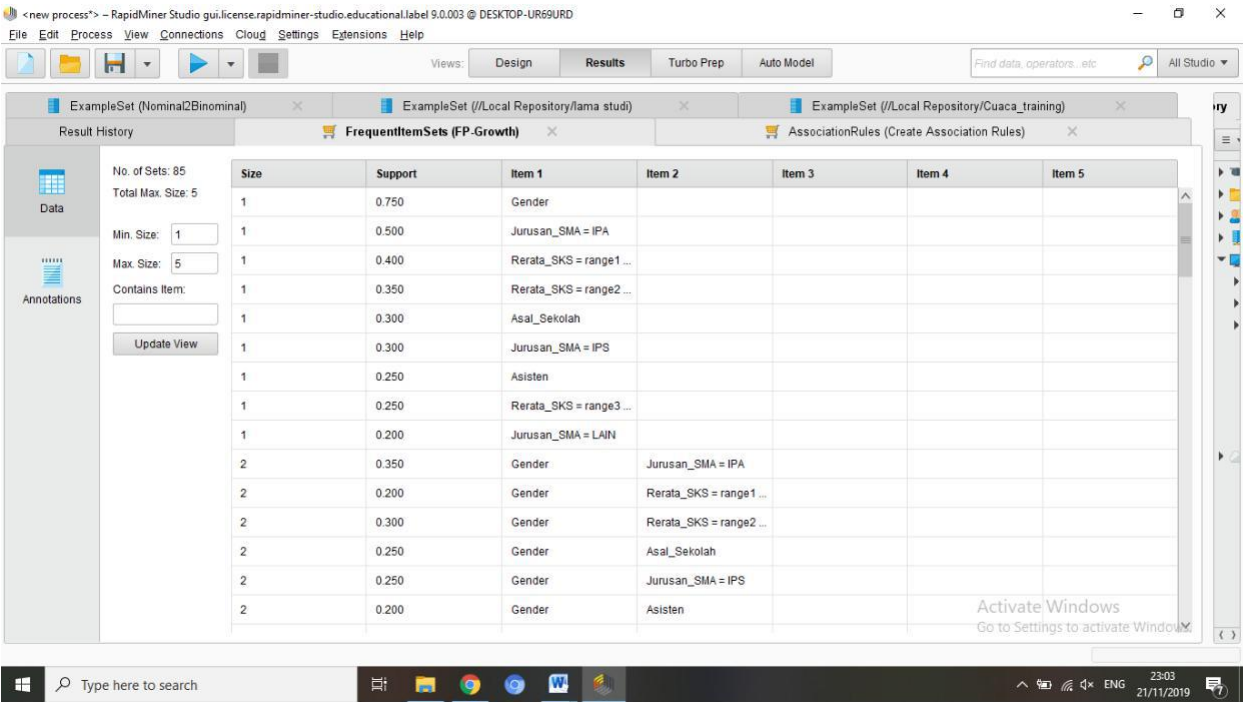 <new process*> – RapidMiner Studio gui.license.rapidminer-studio.educational.label 9.0.003 @ DESKTOP-UR69URD
File Edit Process View Connections Cloud Settings Extensions Help
Views: Design Results Turbo Prep Auto Model Find data, operators...etc All Studio
ExampleSet (Nominal2Binominal) ExampleSet (//Local Repository/lama studi) ExampleSet (//Local Repository/Cuaca_training) ry
Result History FrequentItemSets (FP-Growth) AssociationRules (Create Association Rules)
Data
Annotations
No. of Sets: 85
Total Max. Size: 5
Min. Size: 1
Max. Size: 5
Contains Item:
Update View
Size Support Item 1 Item 2 Item 3 Item 4 Item 5
1 0.750 Gender
1 0.500 Jurusan_SMA = IPA
1 0.400 Rerata_SKS = range1 ...
1 0.350 Rerata_SKS = range2 ...
1 0.300 Asal_Sekolah
1 0.300 Jurusan_SMA = IPS
1 0.250 Asisten
1 0.250 Rerata_SKS = range3 ...
1 0.200 Jurusan_SMA = LAIN
2 0.350 Gender Jurusan_SMA = IPA
2 0.200 Gender Rerata_SKS = range1 ...
2 0.300 Gender Rerata_SKS = range2 ...
2 0.250 Gender Asal_Sekolah
2 0.250 Gender Jurusan_SMA = IPS
2 0.200 Gender Asisten
Activate Windows
Go to Settings to activate Windows.
Type here to search
ENG 23:03
21/11/2019